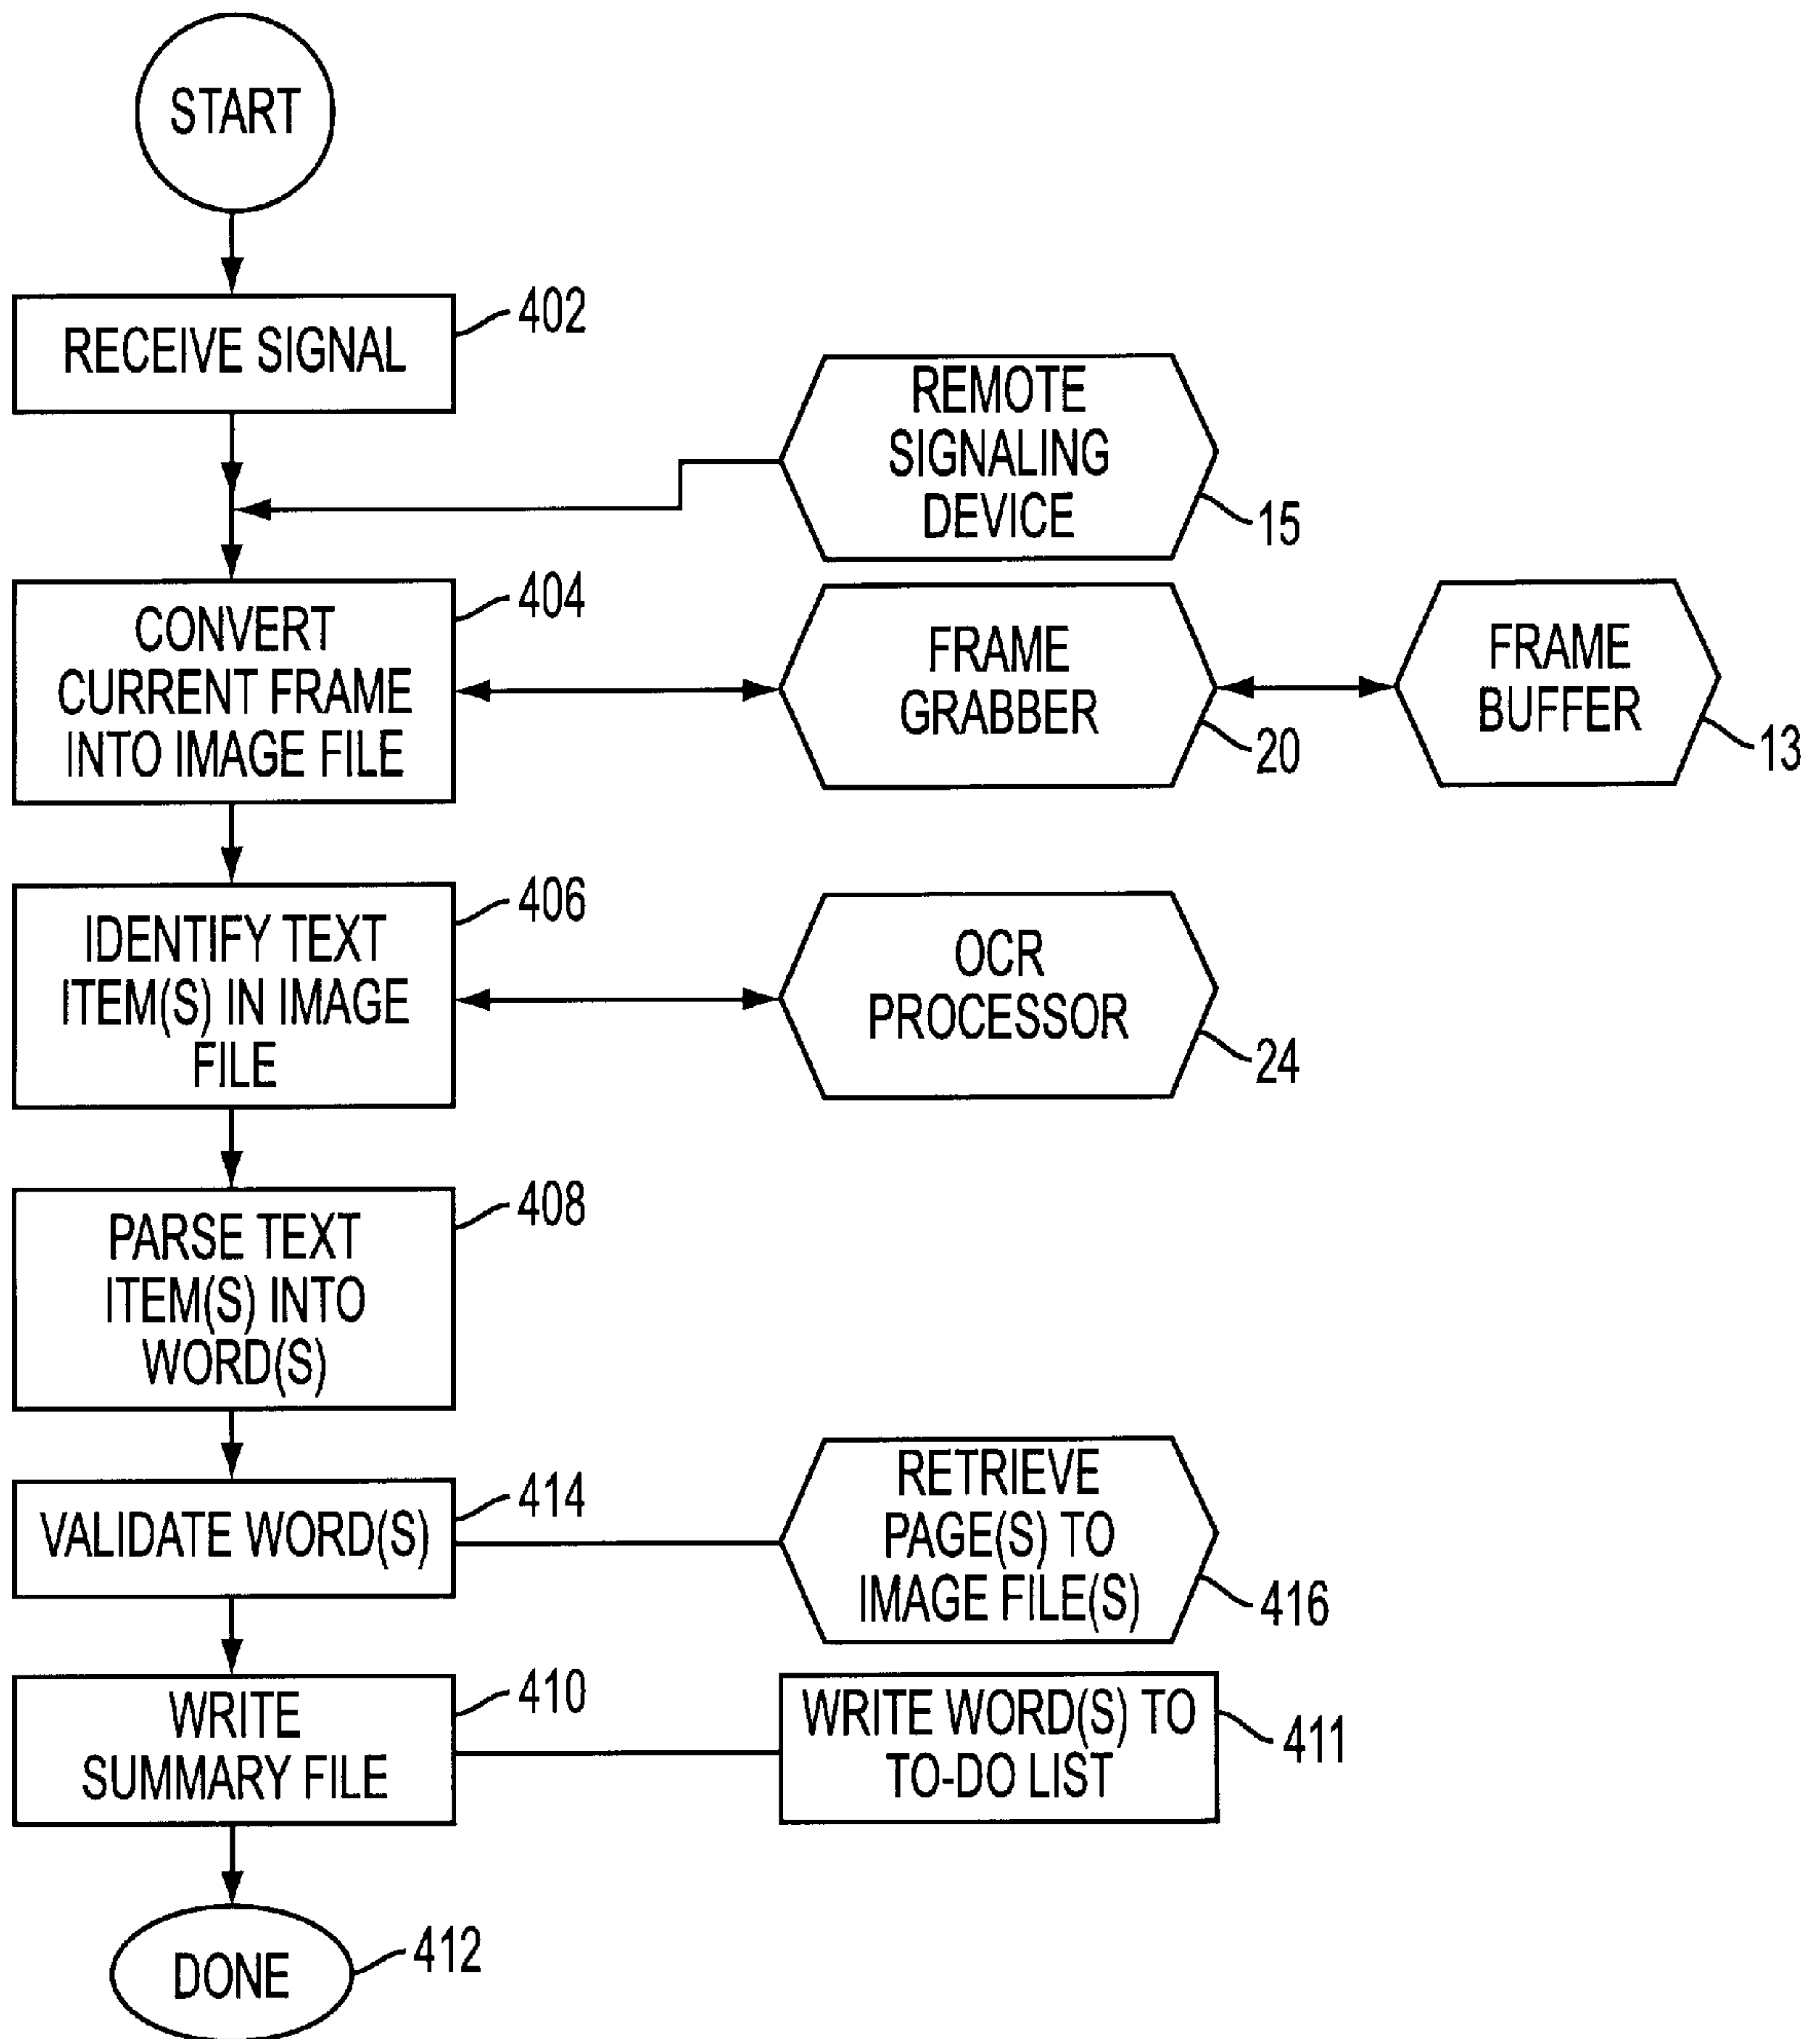 START
RECEIVE SIGNAL
402
REMOTE
SIGNALING
DEVICE
15
CONVERT
CURRENT FRAME
INTO IMAGE FILE
404
FRAME
GRABBER
20
FRAME
BUFFER
13
IDENTIFY TEXT
ITEM(S) IN IMAGE
FILE
406
OCR
PROCESSOR
24
PARSE TEXT
ITEM(S) INTO
WORD(S)
408
VALIDATE WORD(S)
414
RETRIEVE
PAGE(S) TO
IMAGE FILE(S)
416
WRITE
SUMMARY FILE
410
WRITE WORD(S) TO
TO-DO LIST
411
DONE
412